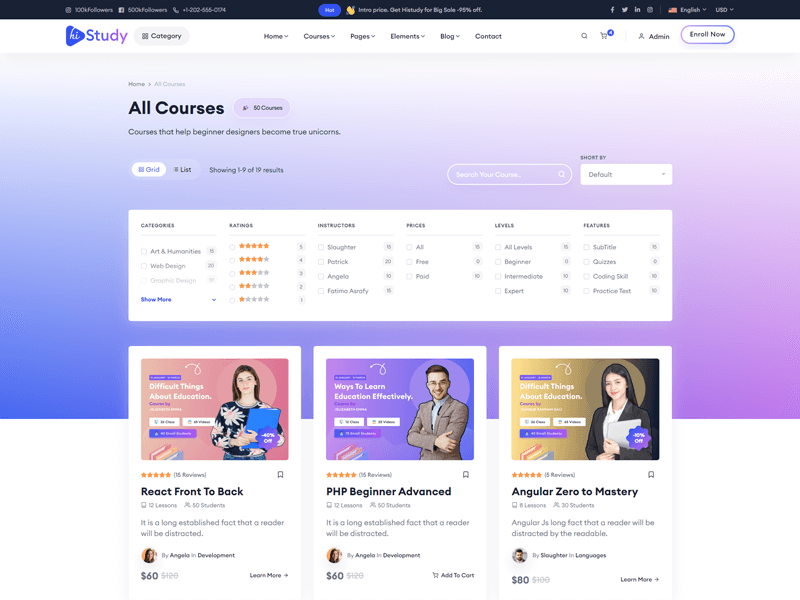 100kFollowers 500kFollowers +1-202-555-0174 Hot Intro price. Get Histudy for Big Sale -95% off. English USD
hi Study Category Home Courses Pages Elements Blog Contact 4 Admin Enroll Now
Home All Courses
All Courses 50 Courses
Courses that help beginner designers become true unicorns.
SHORT BY
Grid List Showing 1-9 of 19 results Search Your Course.. Default
CATEGORIES RATINGS INSTRUCTORS PRICES LEVELS FEATURES
Art & Humanities 15 5 Slaughter 15 All 15 All Levels 15 SubTitle 15
Web Design 20 4 Patrick 20 Free 0 Beginner 0 Quizzes 0
Graphic Design 10 3 Angela 10 Paid 10 Intermediate 10 Coding Skill 10
2 Fatima Asrafy 15 Expert 10 Practice Test 10
Show More 1
Difficult Things
About Education.
Course by
26 Class 45 Videos
-40%
Off
Ways To Learn
Education Effectively.
Course by
12 Class 25 Videos
Difficult Things
About Education.
Course by
26 Class 45 Videos
-10%
Off
(15 Reviews) (15 Reviews) (5 Reviews)
React Front To Back PHP Beginner Advanced Angular Zero to Mastery
12 Lessons 50 Students 12 Lessons 50 Students 8 Lessons 30 Students
It is a long established fact that a reader It is a long established fact that a reader Angular Js long fact that a reader will be
will be distracted. will be distracted. distracted by the readable.
By Angela In Development By Angela In Development By Slaughter In Languages
$60 $120 Learn More $60 $120 Add To Cart $80 $100 Learn More